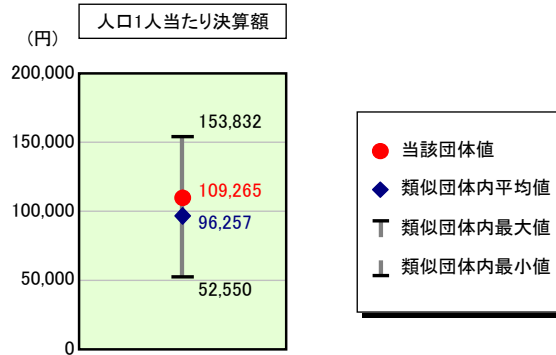 人口1人当たり決算額
(円)
200,000
150,000
100,000
50,000
0
153,832
109,265
96,257
52,550
当該団体値
類似団体内平均値
類似団体内最大値
類似団体内最小値